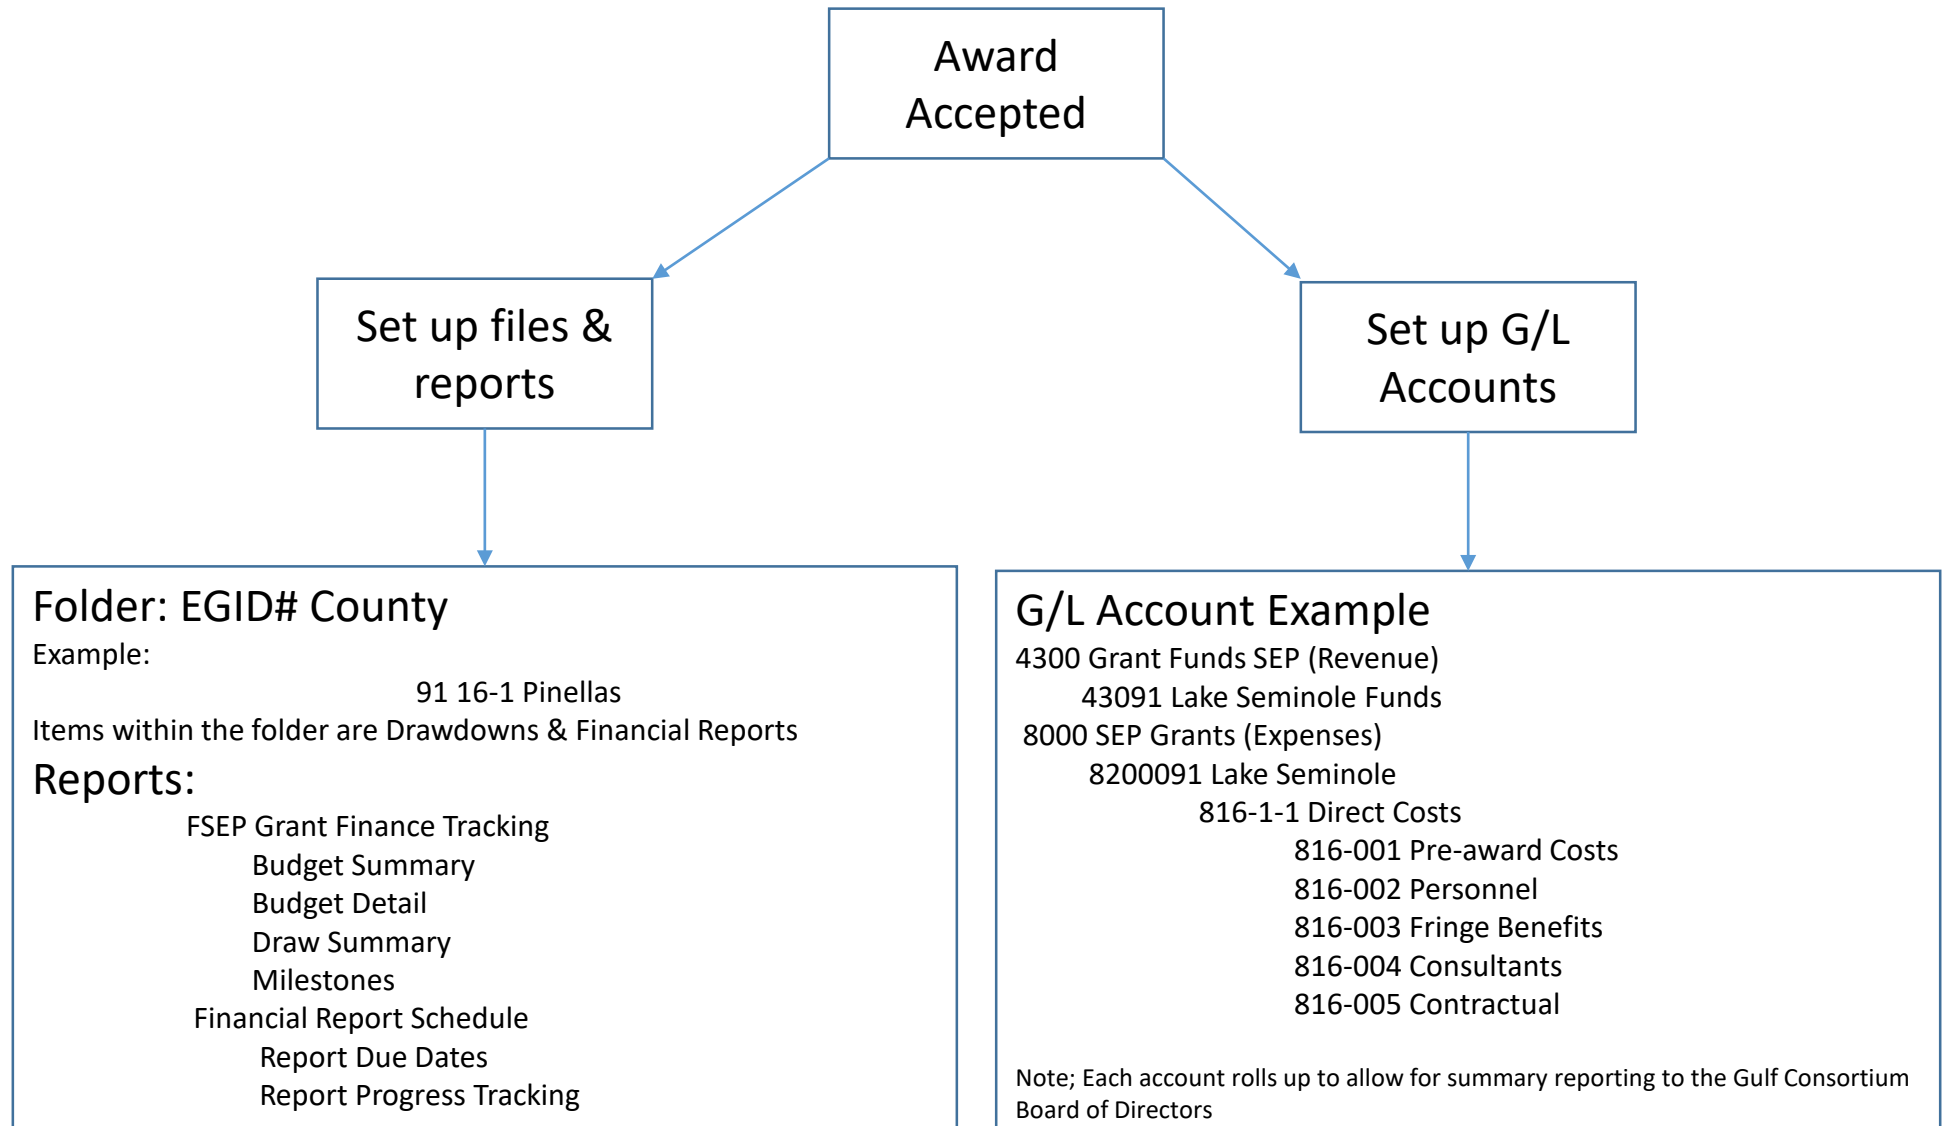 Award
Accepted
Set up files &
reports
Set up G/L
Accounts
Folder: EGID# County
Example:
91 16-1 Pinellas
Items within the folder are Drawdowns & Financial Reports
Reports:
FSEP Grant Finance Tracking
Budget Summary
Budget Detail
Draw Summary
Milestones
Financial Report Schedule
Report Due Dates
Report Progress Tracking
G/L Account Example
4300 Grant Funds SEP (Revenue)
43091 Lake Seminole Funds
8000 SEP Grants (Expenses)
8200091 Lake Seminole
816-1-1 Direct Costs
816-001 Pre-award Costs
816-002 Personnel
816-003 Fringe Benefits
816-004 Consultants
816-005 Contractual
Note; Each account rolls up to allow for summary reporting to the Gulf Consortium
Board of Directors